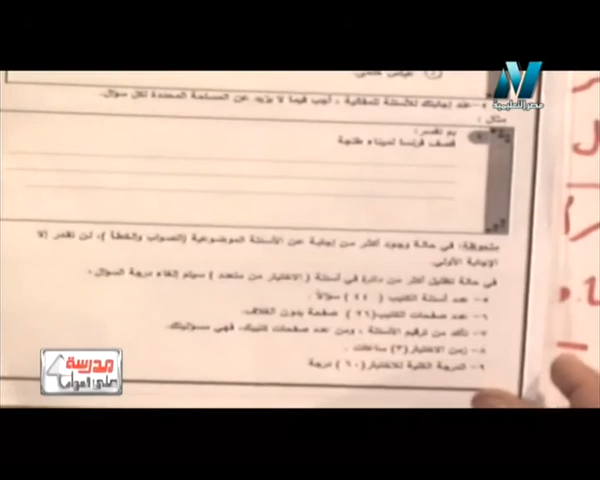 مصر التعليمية
٤- عند إجابتك للأسئلة المقالية ، أجب فيما لا يزيد عن المساحة المحددة لكل سؤال.
مثال :
بم تفسر:
قصف فرنسا لميناء طنجة
ملحوظة: في حالة وجود أكثر من إجابة عن الأسئلة الموضوعية (الصواب والخطأ )، لن تقدر إلا
الإجابة الأولى.
في حالة تظليل أكثر من دائرة في أسئلة ( الاختيار من متعدد ) سيتم إلغاء درجة السؤال.
٥- عدد أسئلة الكتيب ( ٤٤ ) سؤالاً .
٦- عدد صفحات الكتيب(٢٦) صفحة بدون الغلاف.
٧- تأكد من ترقيم الأسئلة ، ومن عدد صفحات كتيبك، فهي مسئوليتك.
٨- زمن الاختبار(٣) ساعات .
٩- الدرجة الكلية للاختبار(٦٠) درجة
مدرسة
على الهواء